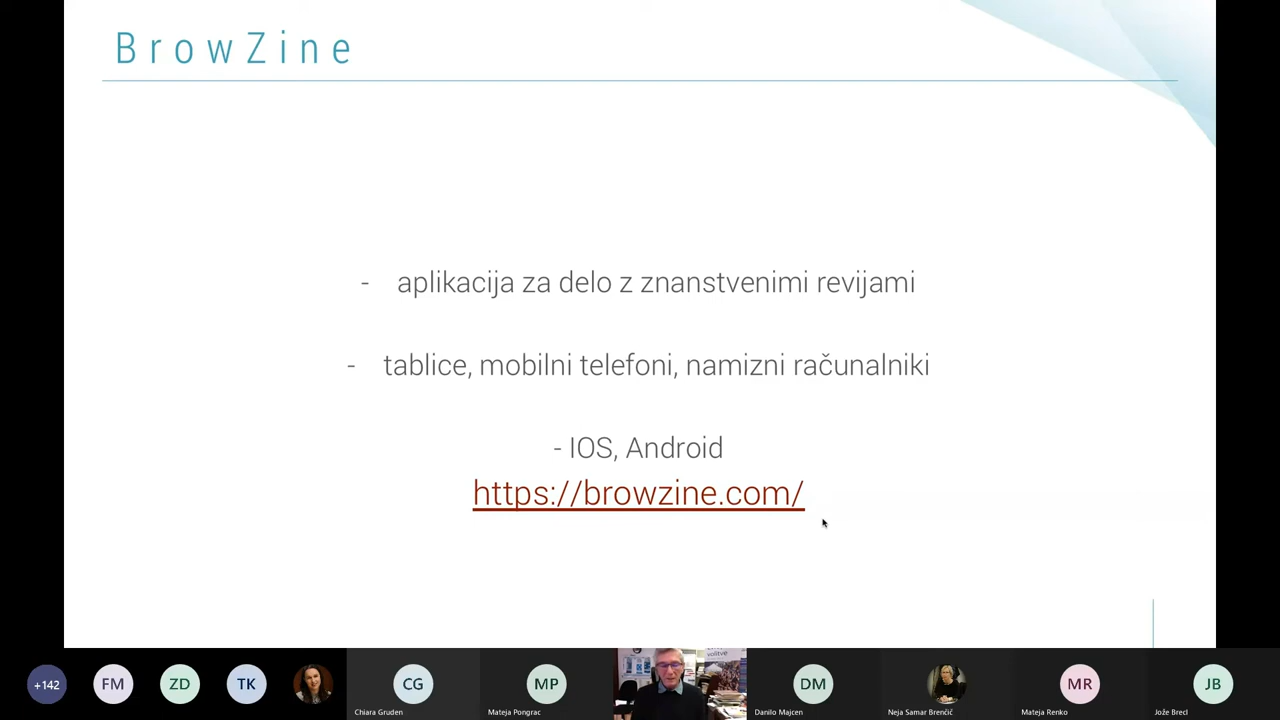 BrowZine
- aplikacija za delo z znanstvenimi revijami
- tablice, mobilni telefoni, namizni računalniki
- IOS, Android
https://browzine.com/
+142
FM
ZD
TK
CG
Chiara Gruden
MP
Mateja Pongrac
volitve
DM
Danilo Majcen
Neja Samar Brenčič
MR
Mateja Renko
JB
Jože Brecl